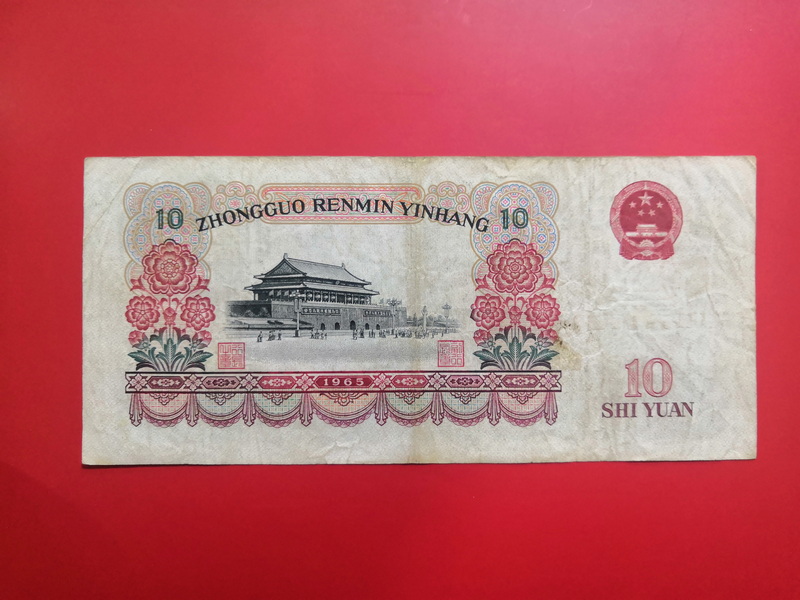 10 ZHONGGUO RENMIN YINHANG 10
1965
10
SHI YUAN